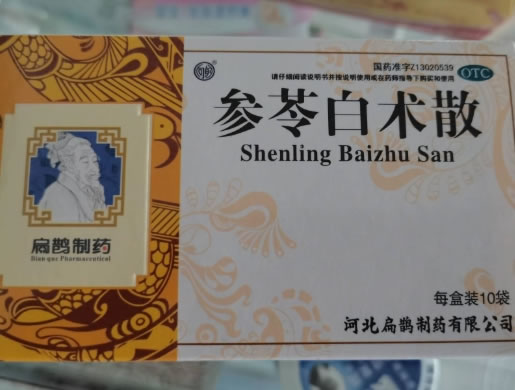 国药准字Z13020539
OTC
请仔细阅读说明书并按说明使用或在药师指导下购买和使用
参苓白术散
Shenling Baizhu San
扁鹊制药
Bian que Pharmaceutical
每盒装10袋
河北扁鹊制药有限公司